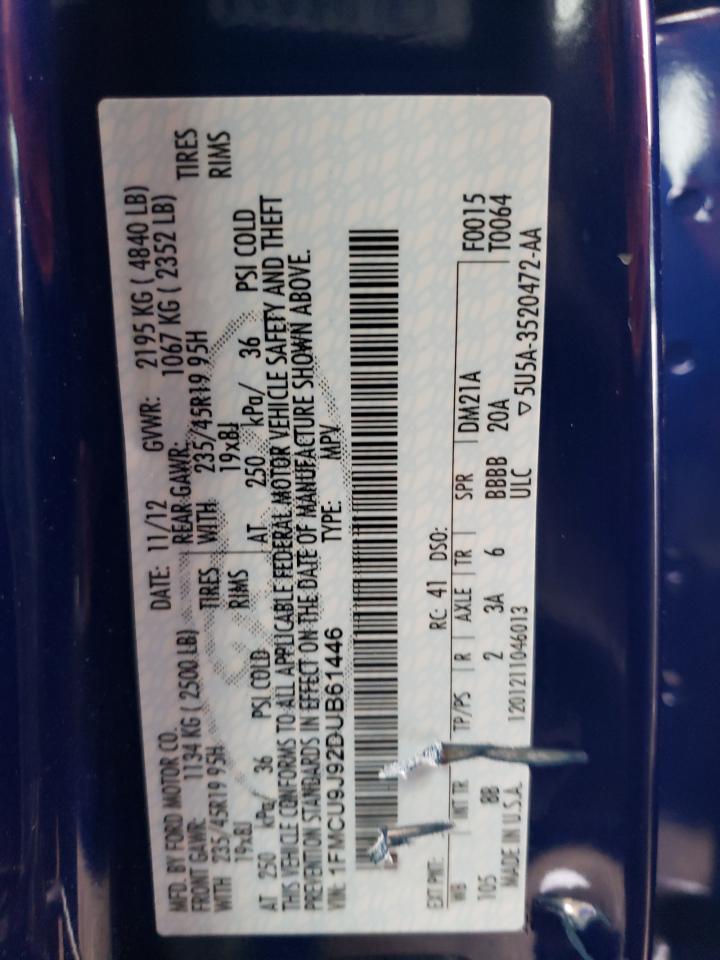 MFD. BY FORD MOTOR CO.
DATE: 11/12 GVWR: 2195 KG ( 4840 LB)
FRONT GAWR: 1134 KG ( 2500 LB) REAR GAWR: 1067 KG ( 2352 LB)
WITH 235/45R19 95H TIRES WITH 235/45R19 95H TIRES
19x8J RIMS 19x8J RIMS
AT 250 kPa/ 36 PSI COLD AT 250 kPa/ 36 PSI COLD
THIS VEHICLE CONFORMS TO ALL APPLICABLE FEDERAL MOTOR VEHICLE SAFETY AND THEFT
PREVENTION STANDARDS IN EFFECT ON THE DATE OF MANUFACTURE SHOWN ABOVE.
VIN: 1FMCU9J92DUB61446 TYPE: MPV
EXT PNT: RC: 41 DSO:
WB INT TR TP/PS R AXLE TR SPR DM21A F0015
105 BB 2 3A 6 BBBB 20A T0064
MADE IN U.S.A. 1201211046013 ULC ▽ 5U5A-3520472-AA